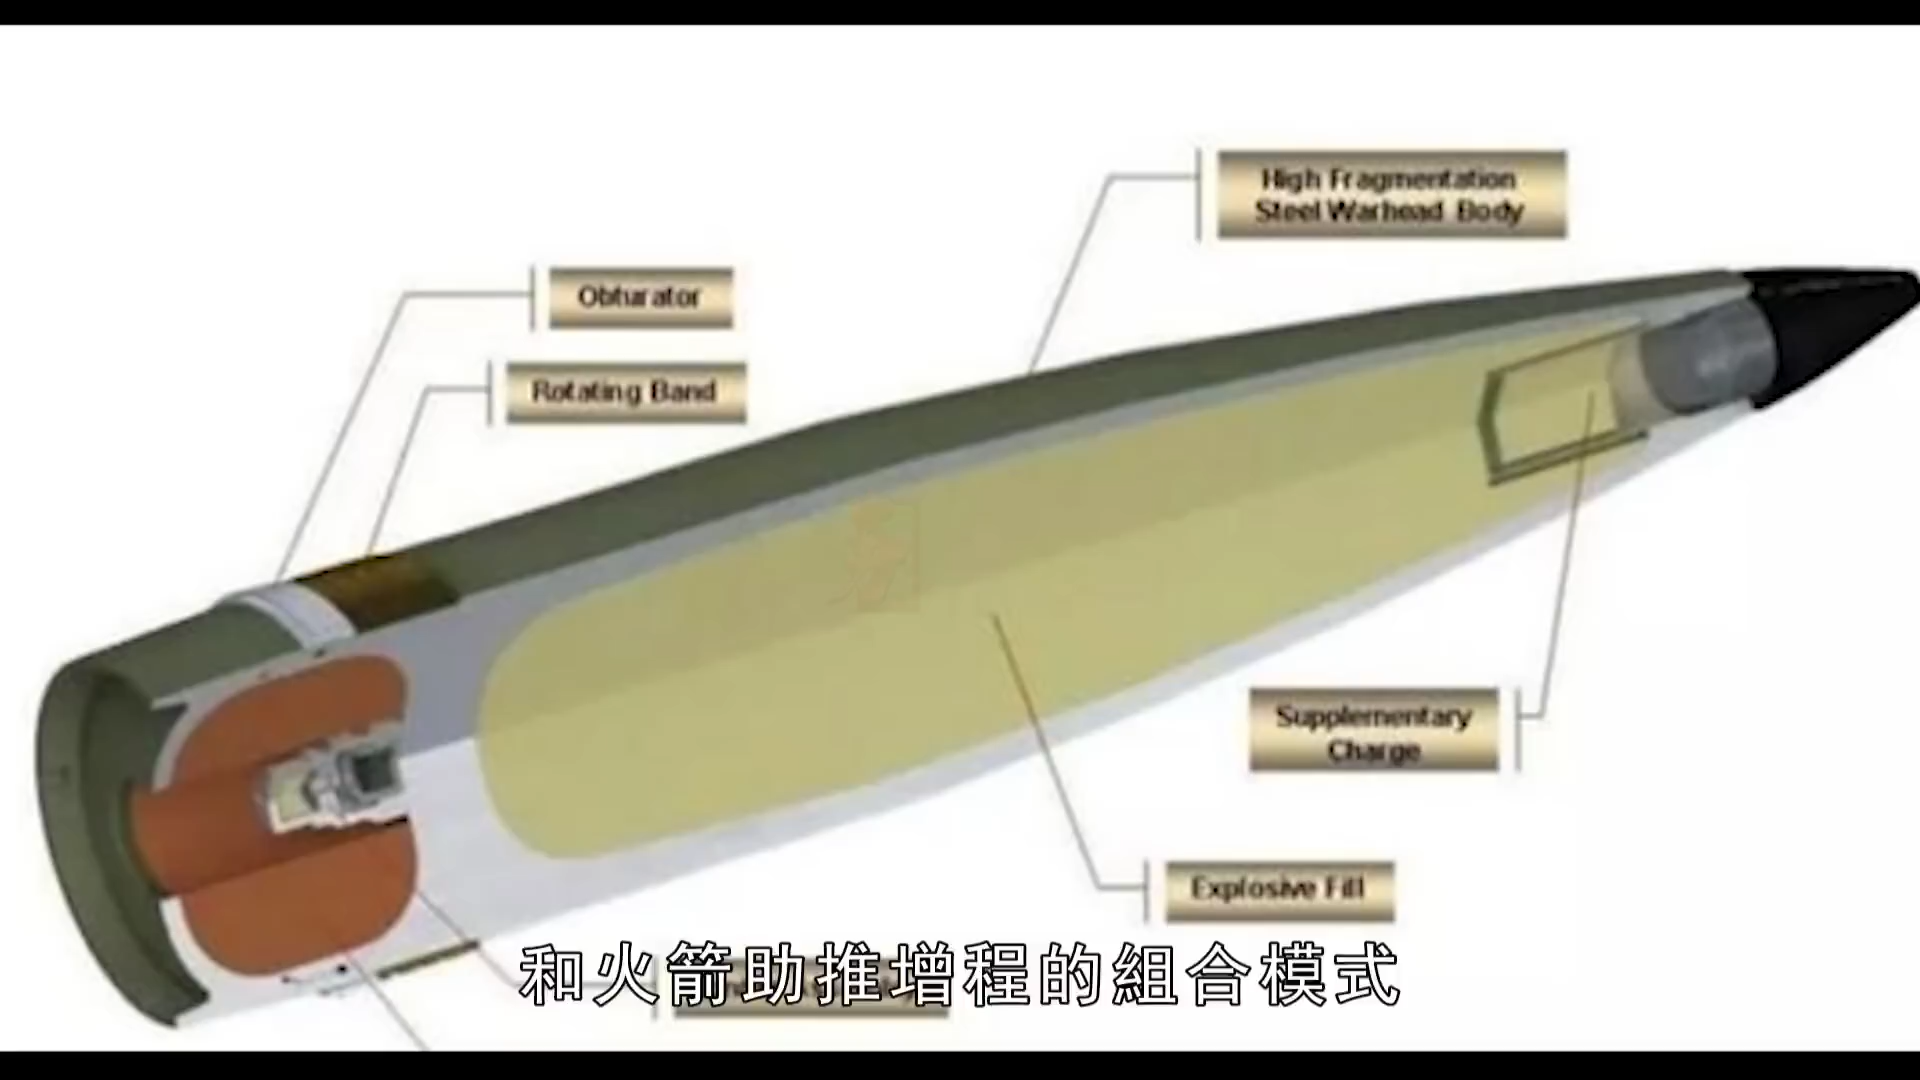 High Fragmentation
Steel Warhead Body
Obturator
Rotating Band
Supplementary
Charge
Explosive Fill
和火箭助推增程的組合模式